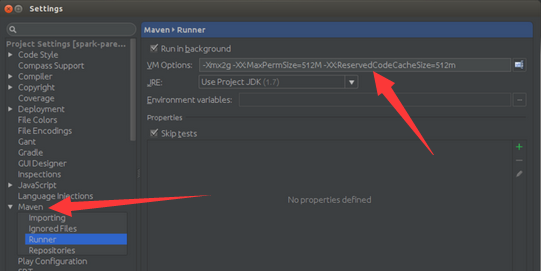 Settings
Project Settings [spark-pare...
Code Style
Compass Support
Compiler
Copyright
Coverage
Deployment
File Colors
File Encodings
Gant
Gradle
GUI Designer
Inspections
JavaScript
Language Injections
Maven
Importing
Ignored Files
Runner
Repositories
Play Configuration
SBT
Maven › Runner
Run in background
VM Options: -Xmx2g -XX:MaxPermSize=512M -XX:ReservedCodeCacheSize=512m
JRE: Use Project JDK (1.7)
Environment variables:
Properties
Skip tests
No properties defined